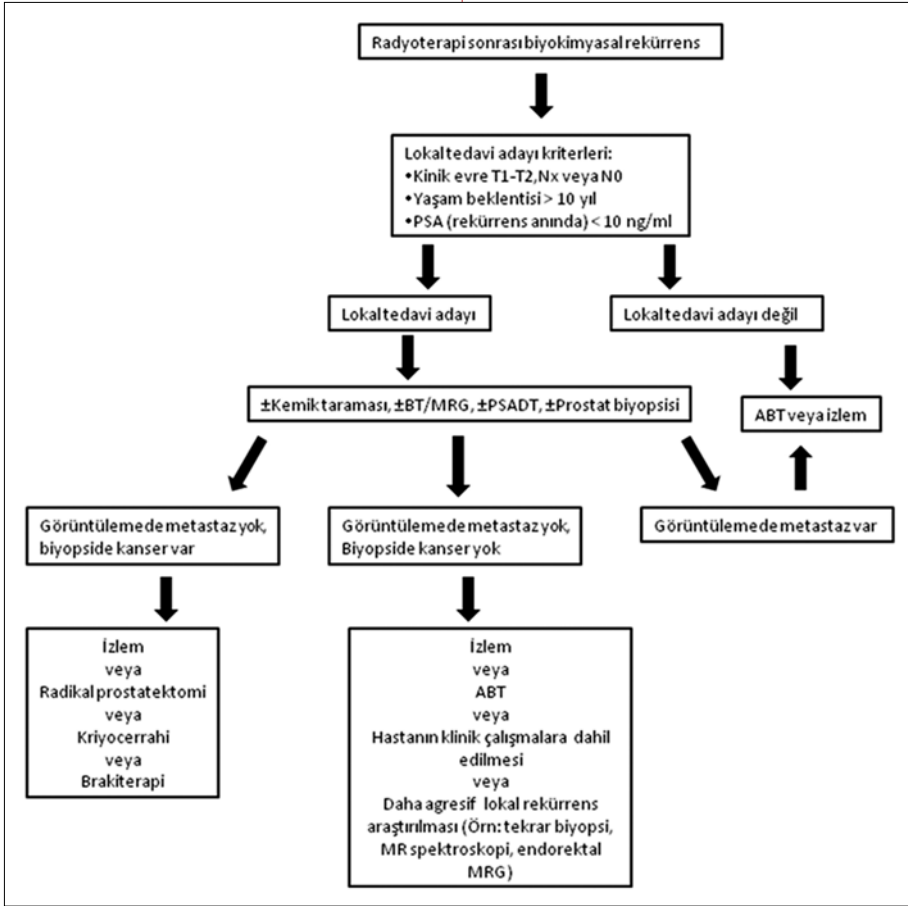 Radyoterapi sonrası biyokimyasal rekürrens
Lokal tedavi adayı kriterleri:
•Kinik evre T1-T2,Nx veya N0
•Yaşam beklentisi > 10 yıl
•PSA (rekürrens anında) < 10 ng/ml
Lokal tedavi adayı
Lokal tedavi adayı değil
±Kemik taraması, ±BT/MRG, ±PSADT, ±Prostat biyopsisi
ABT veya izlem
Görüntülemede metastaz yok,
biyopside kanser var
Görüntülemede metastaz yok,
Biyopside kanser yok
Görüntülemede metastaz var
İzlem
veya
Radikal prostatektomi
veya
Kriyocerrahi
veya
Brakiterapi
İzlem
veya
ABT
veya
Hastanın klinik çalışmalara dahil
edilmesi
veya
Daha agresif lokal rekürrens
araştırılması (Örn: tekrar biyopsi,
MR spektroskopi, endorektal
MRG)